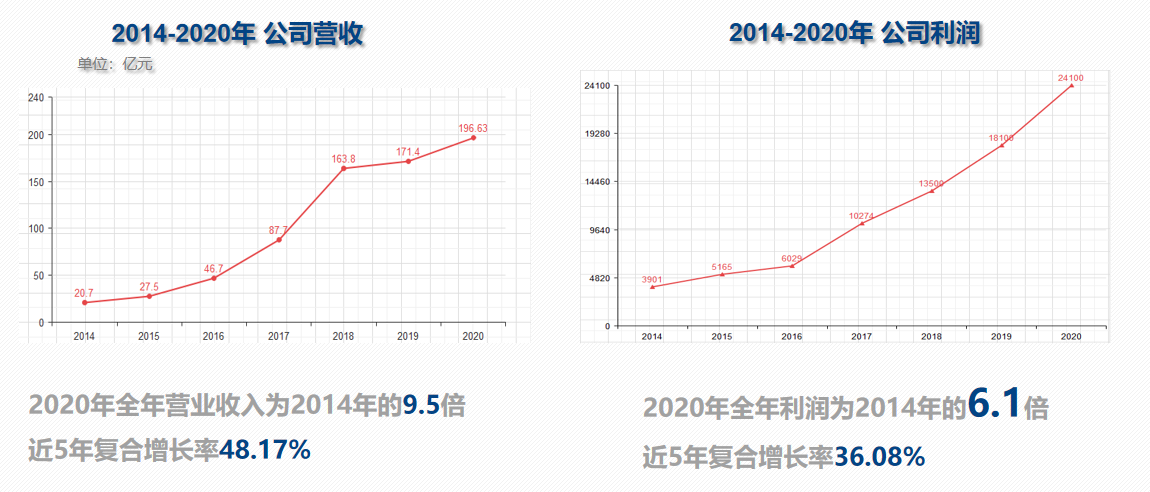 2014-2020年 公司营收
单位：亿元
240
200
150
100
50
0
20.7
27.5
46.7
87.7
163.8
171.4
196.63
2014 2015 2016 2017 2018 2019 2020
2020年全年营业收入为2014年的9.5倍
近5年复合增长率48.17%
2014-2020年 公司利润
24100
19280
14460
9640
4820
0
3901
5165
6029
10274
13500
18100
24100
2014 2015 2016 2017 2018 2019 2020
2020年全年利润为2014年的6.1倍
近5年复合增长率36.08%